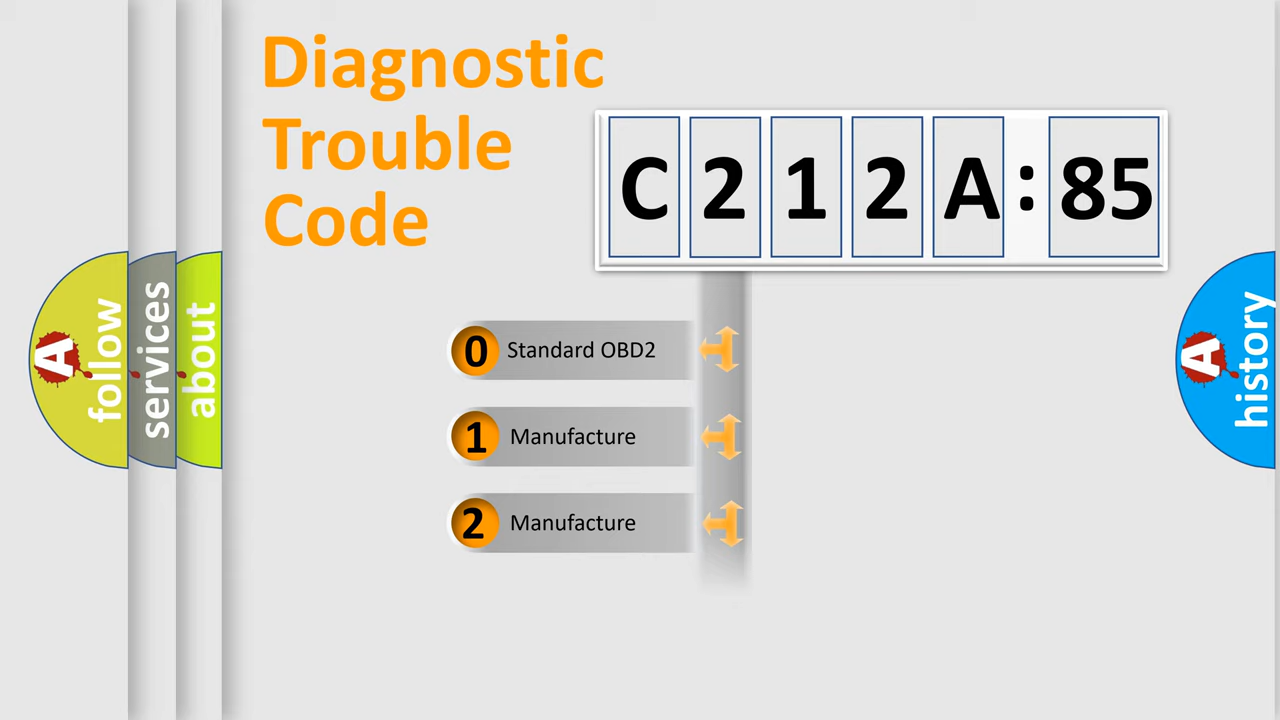 Diagnostic
Trouble
Code
C 2 1 2 A : 85
0 Standard OBD2
1 Manufacture
2 Manufacture
A follow
services
about
A history